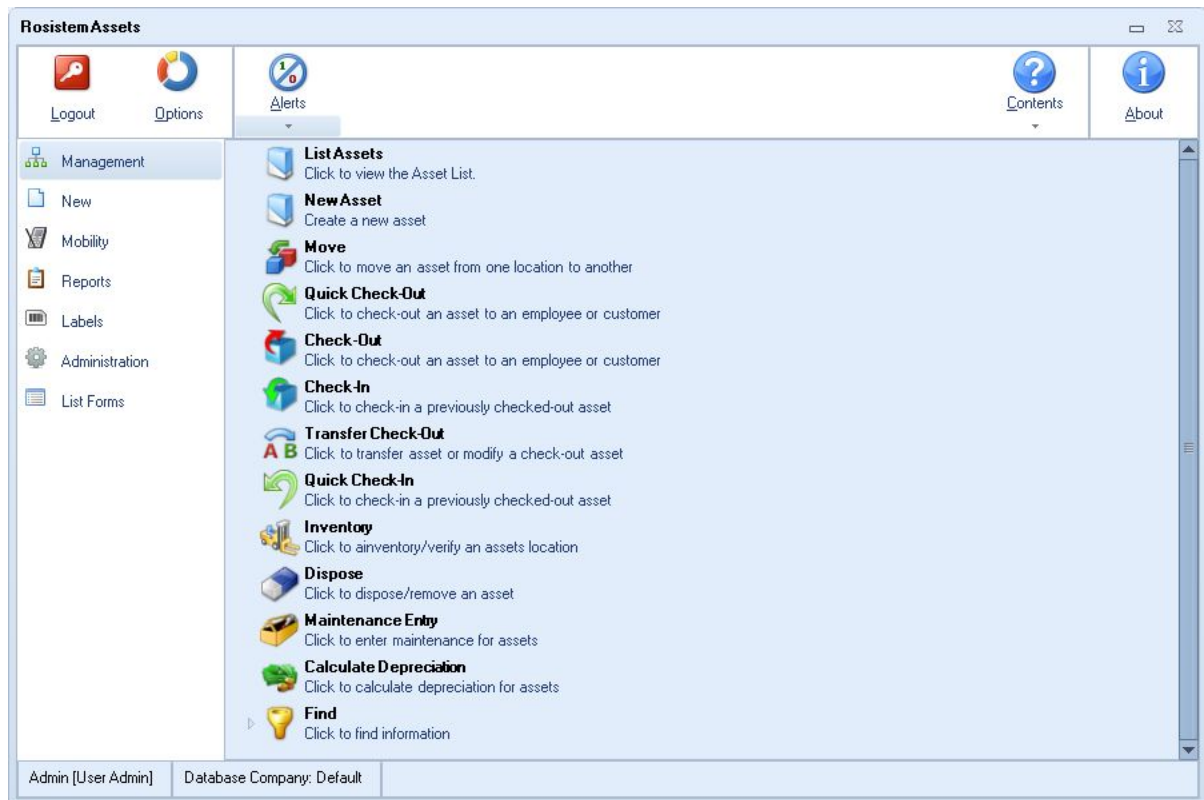 Rosistem Assets
Logout
Options
1
0
Alerts
?
Contents
i
About
Management
New
Mobility
Reports
Labels
Administration
List Forms
List Assets
Click to view the Asset List.
New Asset
Create a new asset
Move
Click to move an asset from one location to another
Quick Check-Out
Click to check-out an asset to an employee or customer
Check-Out
Click to check-out an asset to an employee or customer
Check-In
Click to check-in a previously checked-out asset
A B
Transfer Check-Out
Click to transfer asset or modify a check-out asset
Quick Check-In
Click to check-in a previously checked-out asset
Inventory
Click to ainventory/verify an assets location
Dispose
Click to dispose/remove an asset
Maintenance Entry
Click to enter maintenance for assets
Calculate Depreciation
Click to calculate depreciation for assets
Find
Click to find information
Admin [User Admin]
Database Company: Default